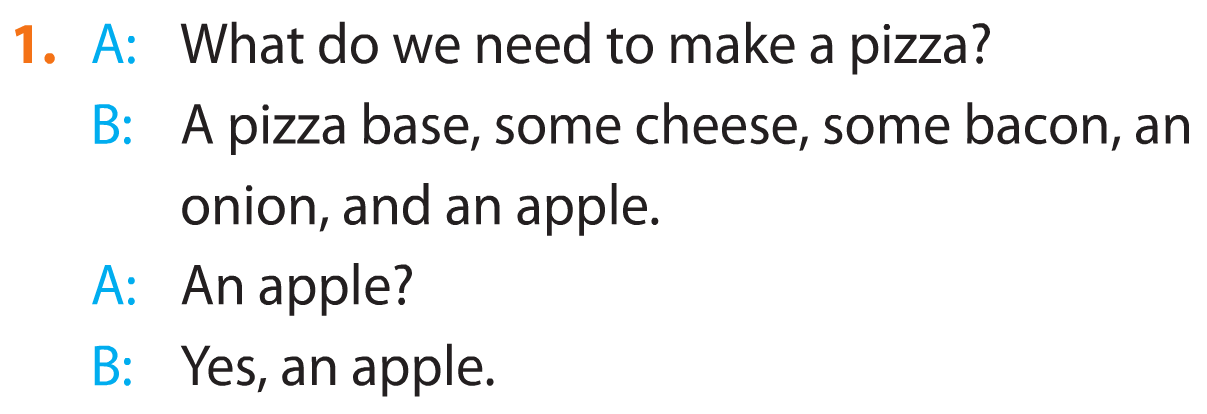 1. A: What do we need to make a pizza?
B: A pizza base, some cheese, some bacon, an
onion, and an apple.
A: An apple?
B: Yes, an apple.